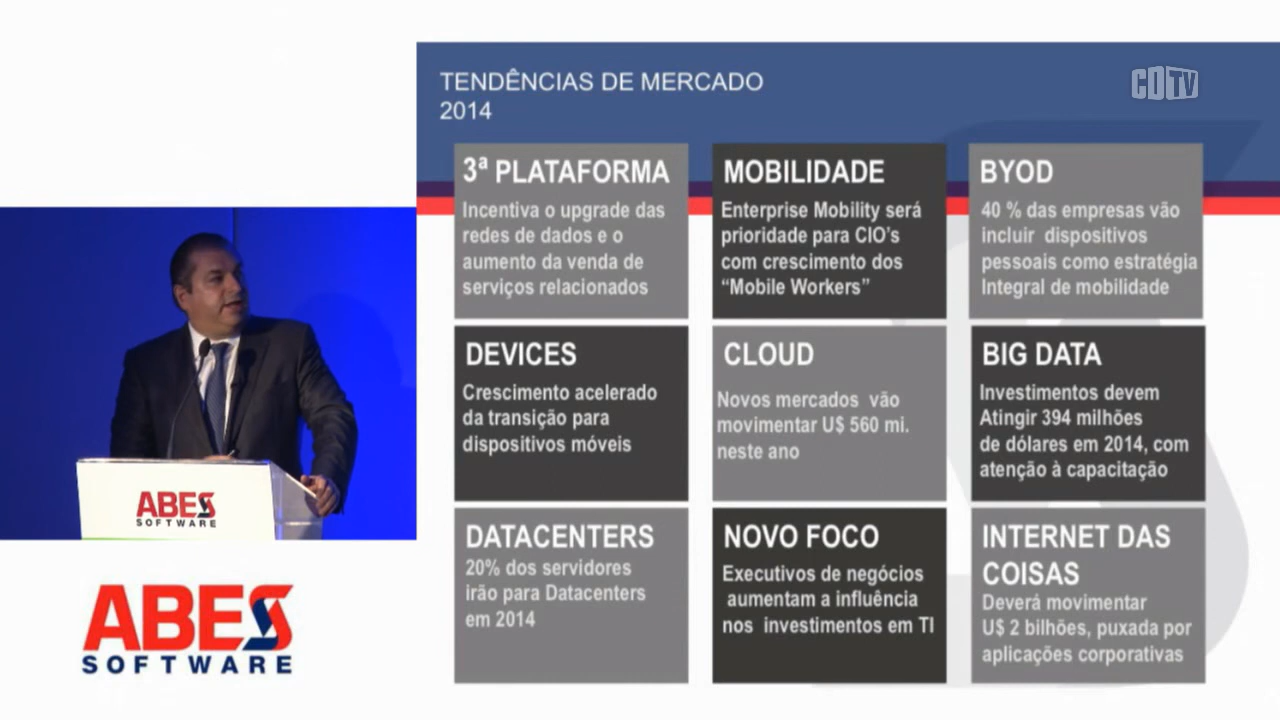 TENDÊNCIAS DE MERCADO
2014
CDTV
3ª PLATAFORMA
Incentiva o upgrade das
redes de dados e o
aumento da venda de
serviços relacionados
MOBILIDADE
Enterprise Mobility será
prioridade para CIO's
com crescimento dos
“Mobile Workers”
BYOD
40 % das empresas vão
incluir dispositivos
pessoais como estratégia
Integral de mobilidade
DEVICES
Crescimento acelerado
da transição para
dispositivos móveis
CLOUD
Novos mercados vão
movimentar U$ 560 mi.
neste ano
BIG DATA
Investimentos devem
Atingir 394 milhões
de dólares em 2014, com
atenção à capacitação
DATACENTERS
20% dos servidores
irão para Datacenters
em 2014
NOVO FOCO
Executivos de negócios
aumentam a influência
nos investimentos em TI
INTERNET DAS
COISAS
Deverá movimentar
U$ 2 bilhões, puxada por
aplicações corporativas
ABES
SOFTWARE
ABES
SOFTWARE